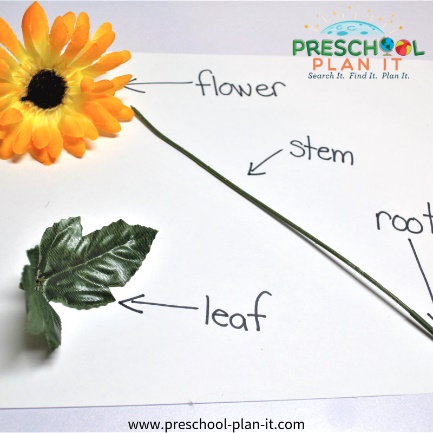 PRESCHOOL
PLAN IT
Search It. Find It. Plan It.
flower
stem
root
leaf
www.preschool-plan-it.com